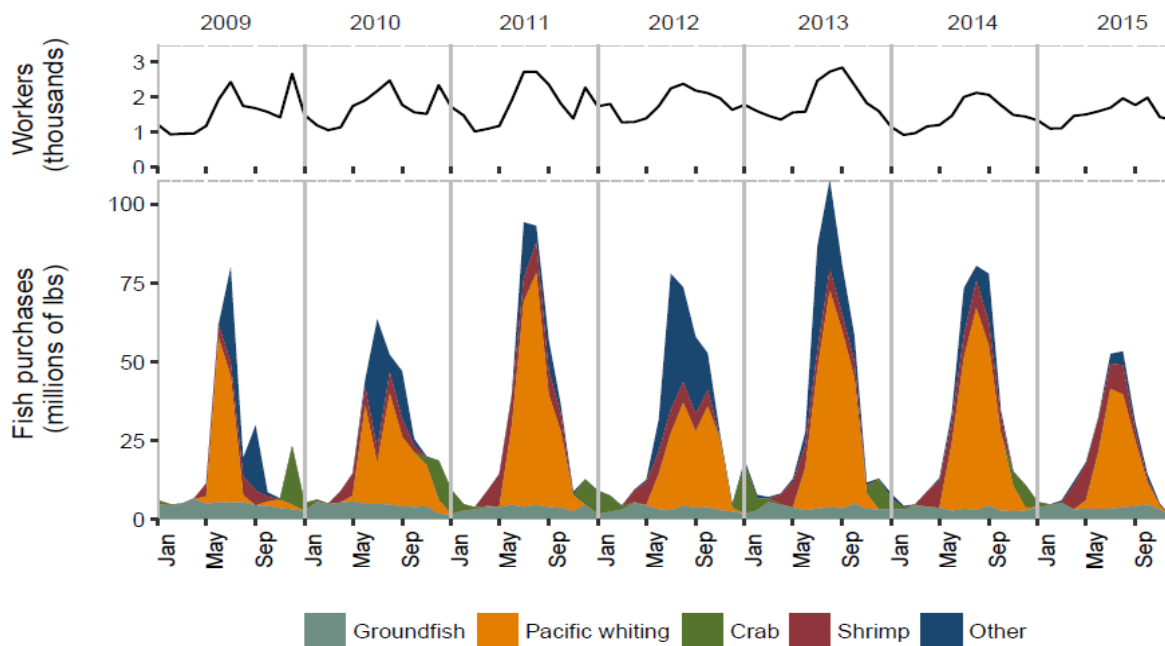 2009 2010 2011 2012 2013 2014 2015
Workers
(thousands)
3
2
1
0
Fish purchases
(millions of lbs)
100
75
50
25
0
Jan May Sep Jan May Sep Jan May Sep Jan May Sep Jan May Sep Jan May Sep Jan May Sep
Groundfish Pacific whiting Crab Shrimp Other